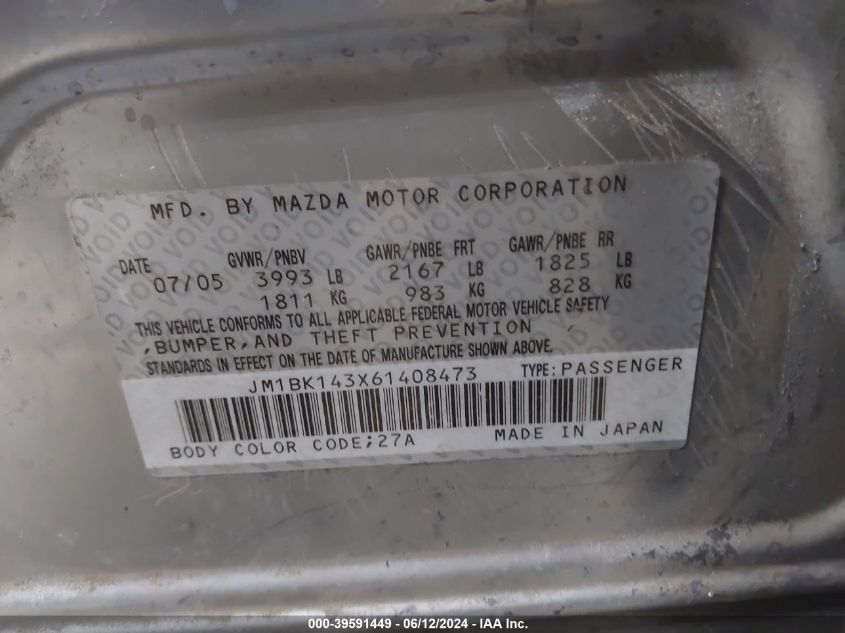 MFD. BY MAZDA MOTOR CORPORATION
DATE GVWR/PNBV GAWR/PNBE FRT GAWR/PNBE RR
07/05 3993 LB 2167 LB 1825 LB
1811 KG 983 KG 828 KG
THIS VEHICLE CONFORMS TO ALL APPLICABLE FEDERAL MOTOR VEHICLE SAFETY
,BUMPER,AND THEFT PREVENTION
STANDARDS IN EFFECT ON THE DATE OF MANUFACTURE SHOWN ABOVE.
JM1BK143X61408473 TYPE:PASSENGER
BODY COLOR CODE;27A MADE IN JAPAN
000-39591449 - 06/12/2024 - IAA Inc.